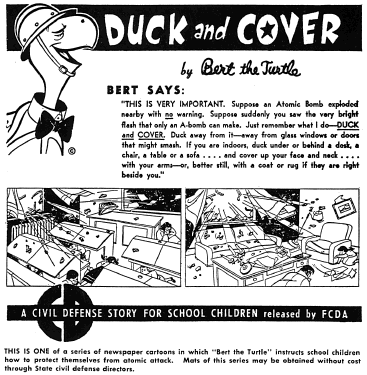 DUCK and COVER
by Bert the Turtle
BERT SAYS:
"THIS IS VERY IMPORTANT. Suppose an Atomic Bomb exploded
nearby with no warning. Suppose suddenly you saw the very bright
flash that only an A-bomb can make. Just remember what I do—DUCK
and COVER. Duck away from it—away from glass windows or doors
that might smash. If you are indoors, duck under or behind a desk, a
chair, a table or a sofa . . . . and cover up your face and neck . . . .
with your arms—or, better still, with a coat or rug if they are right
beside you."
©
CD
A CIVIL DEFENSE STORY FOR SCHOOL CHILDREN released by FCDA
THIS IS ONE of a series of newspaper cartoons in which "Bert the Turtle" instructs school children
how to protect themselves from atomic attack. Mats of this series may be obtained without cost
through State civil defense directors.